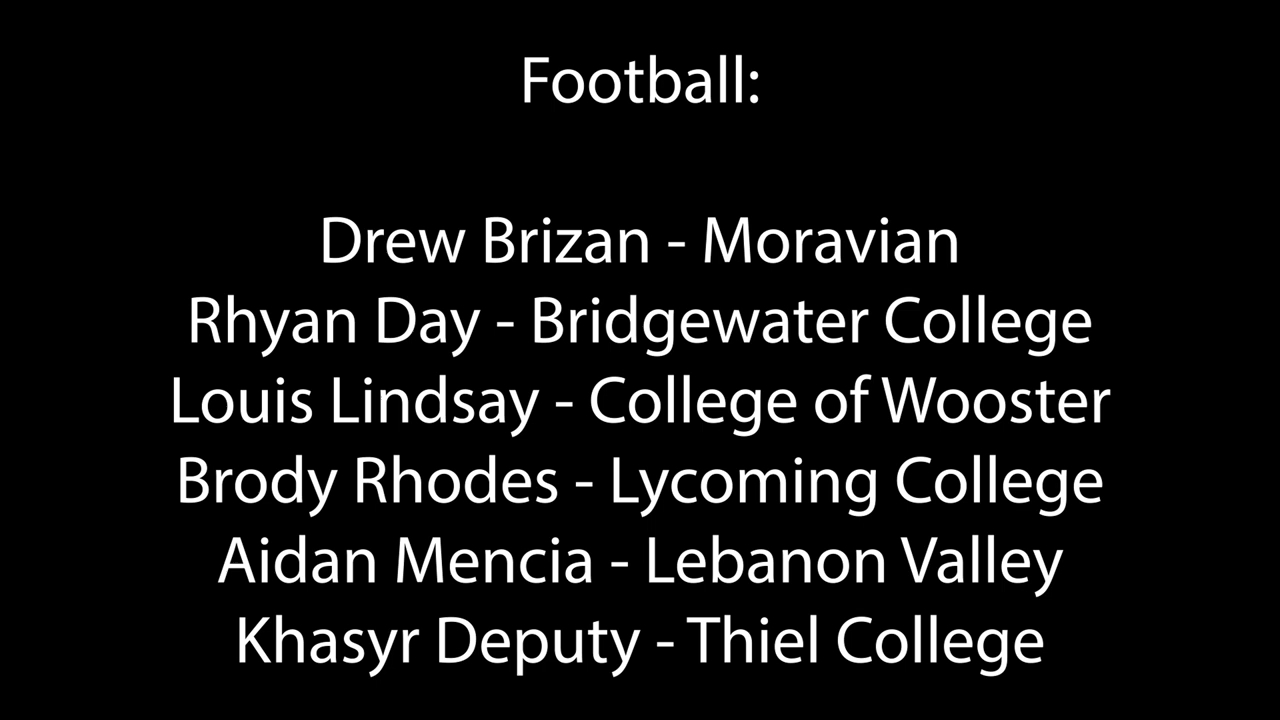 Football:
Drew Brizan - Moravian
Rhyan Day - Bridgewater College
Louis Lindsay - College of Wooster
Brody Rhodes - Lycoming College
Aidan Mencia - Lebanon Valley
Khasyr Deputy - Thiel College